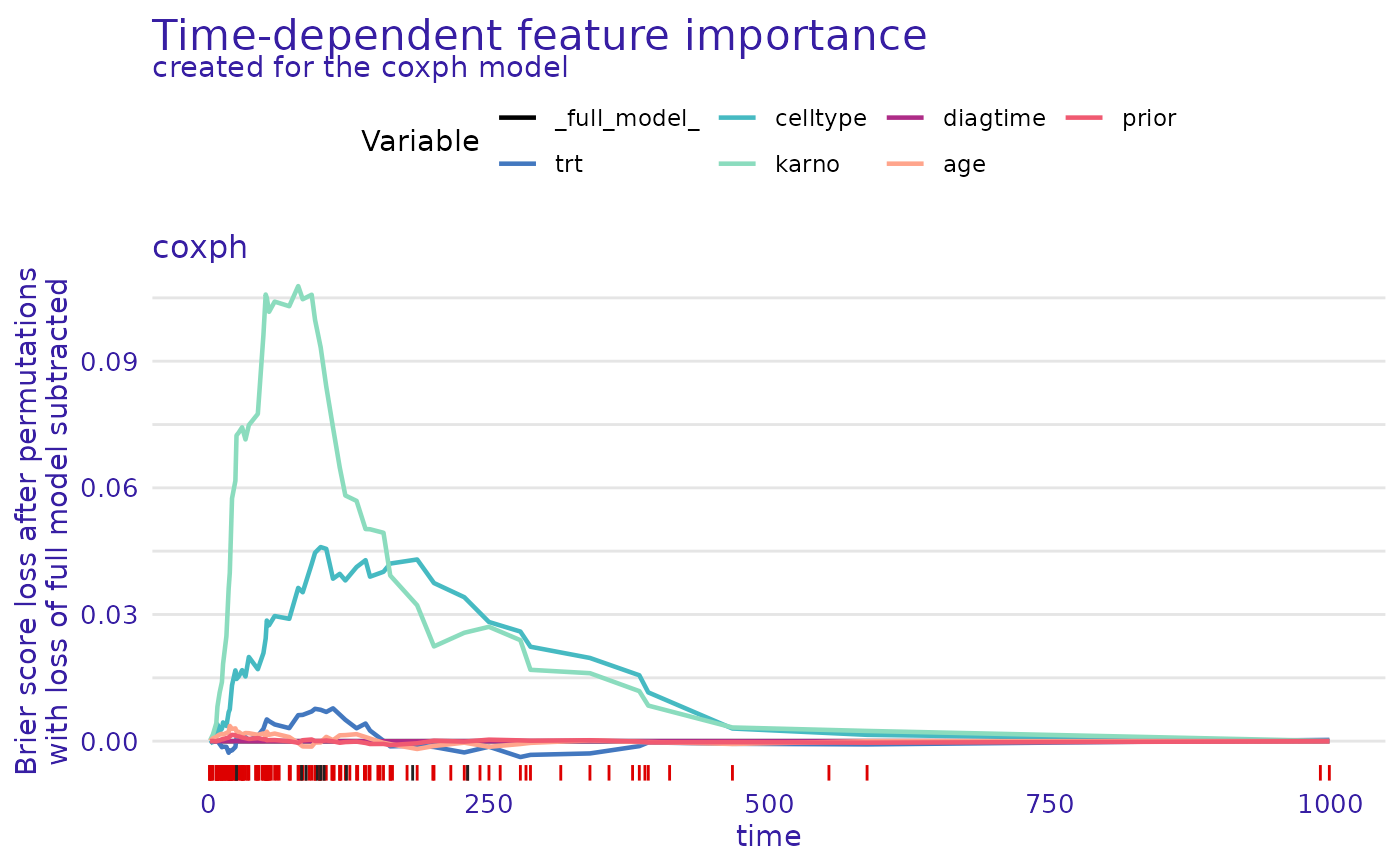 Time-dependent feature importance
created for the coxph model
Variable
_full_model_ celltype diagtime prior
trt karno age
coxph
Brier score loss after permutations
with loss of full model subtracted
0.09
0.06
0.03
0.00
0 250 500 750 1000
time